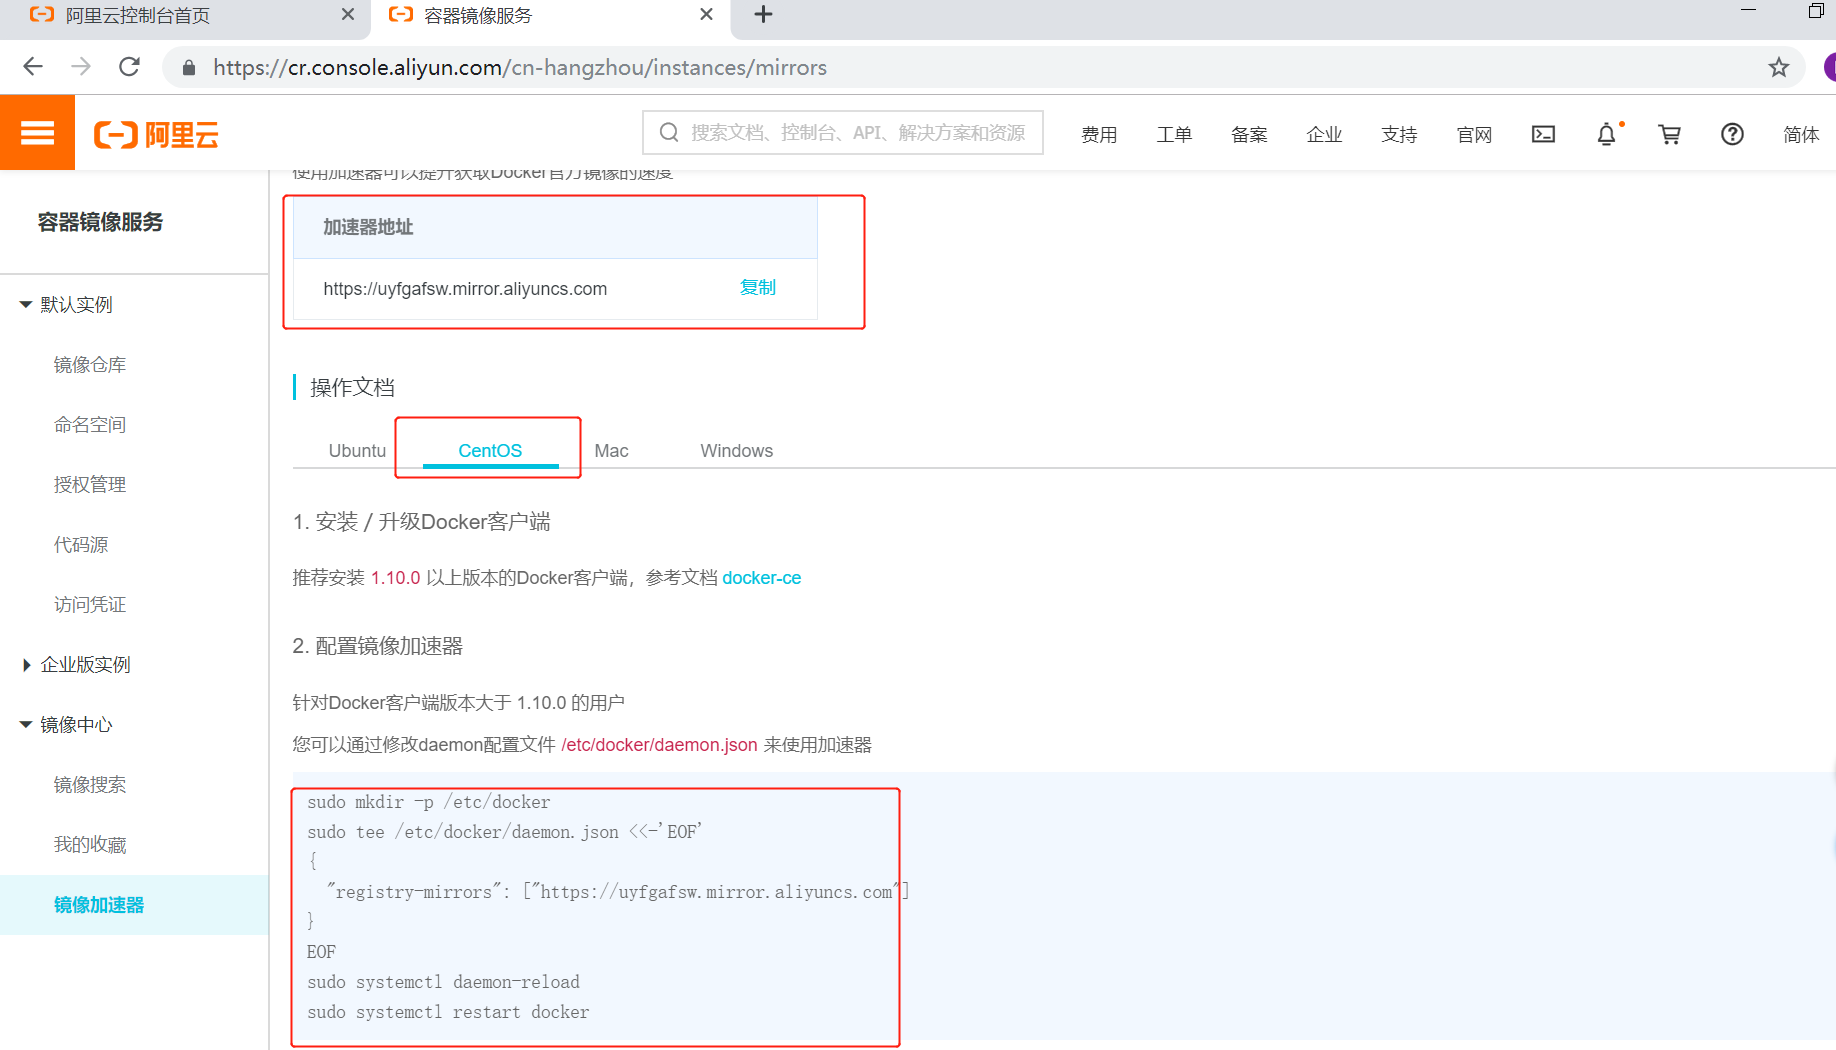 阿里云控制台首页
容器镜像服务
https://cr.console.aliyun.com/cn-hangzhou/instances/mirrors
阿里云
搜索文档、控制台、API、解决方案和资源
费用
工单
备案
企业
支持
官网
简体
容器镜像服务
默认实例
镜像仓库
命名空间
授权管理
代码源
访问凭证
企业版实例
镜像中心
镜像搜索
我的收藏
镜像加速器
使用加速器可以提升获取Docker官方镜像的速度
加速器地址
https://uyfgafsw.mirror.aliyuncs.com 复制
操作文档
Ubuntu CentOS Mac Windows
1. 安装 / 升级Docker客户端
推荐安装 1.10.0 以上版本的Docker客户端，参考文档 docker-ce
2. 配置镜像加速器
针对Docker客户端版本大于 1.10.0 的用户
您可以通过修改daemon配置文件 /etc/docker/daemon.json 来使用加速器
sudo mkdir -p /etc/docker
sudo tee /etc/docker/daemon.json <<-'EOF'
{
"registry-mirrors": ["https://uyfgafsw.mirror.aliyuncs.com"]
}
EOF
sudo systemctl daemon-reload
sudo systemctl restart docker